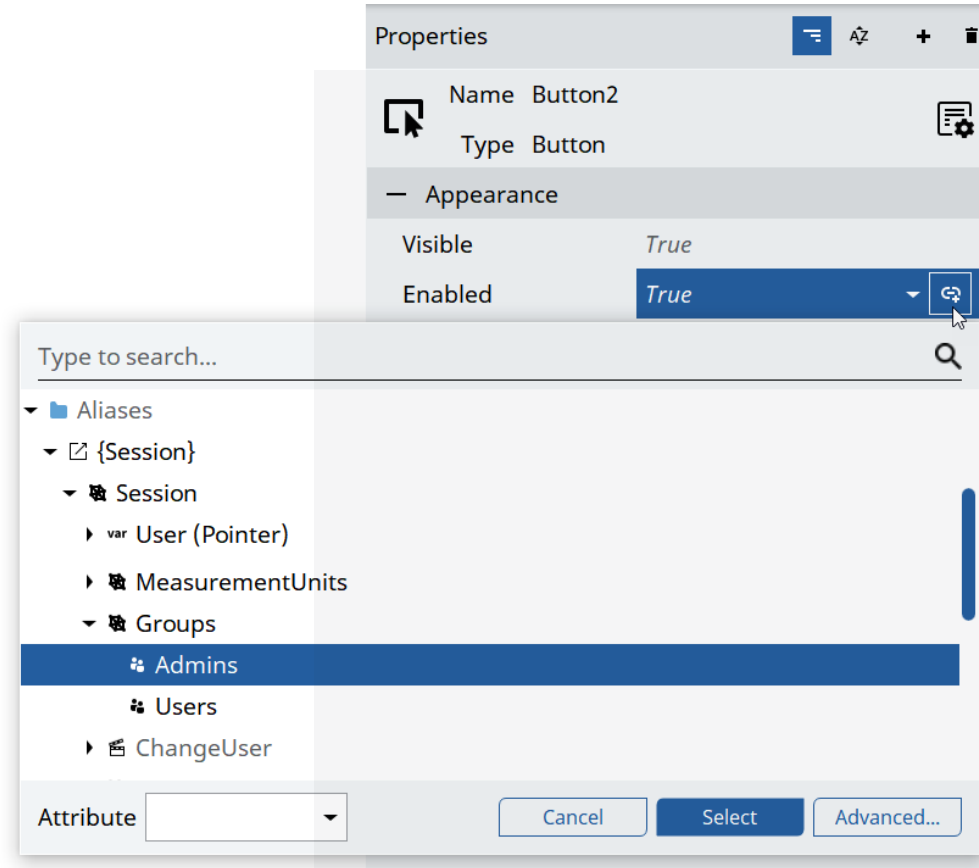 Properties
AZ
Name Button2
Type Button
Appearance
Visible True
Enabled True
Type to search...
Aliases
{Session}
Session
var User (Pointer)
MeasurementUnits
Groups
Admins
Users
ChangeUser
Attribute Cancel Select Advanced...